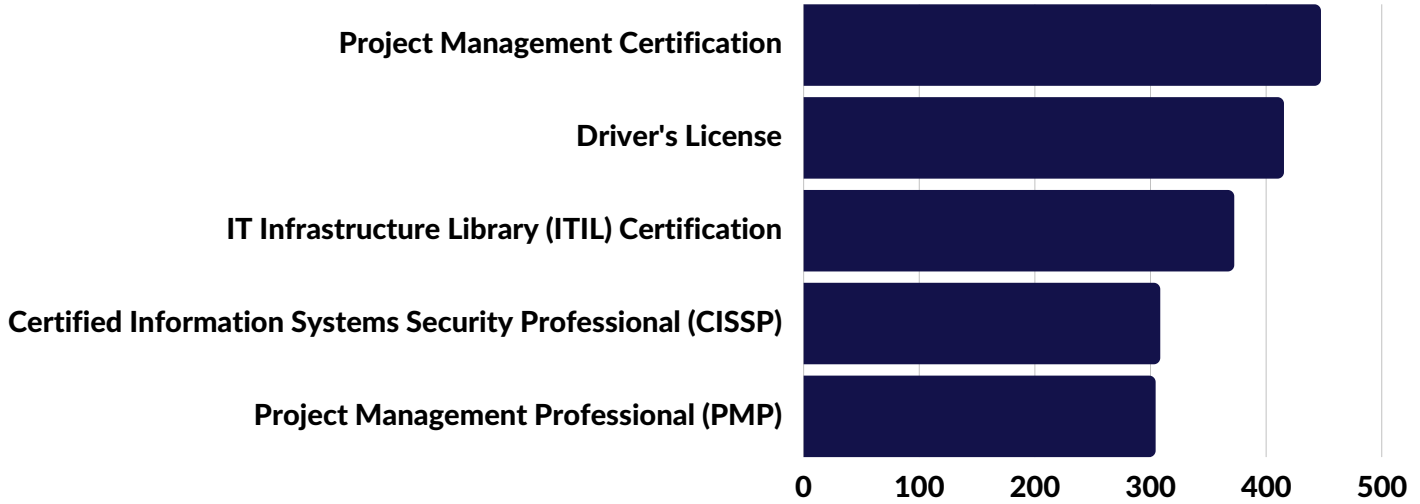 Project Management Certification
Driver's License
IT Infrastructure Library (ITIL) Certification
Certified Information Systems Security Professional (CISSP)
Project Management Professional (PMP)
0 100 200 300 400 500